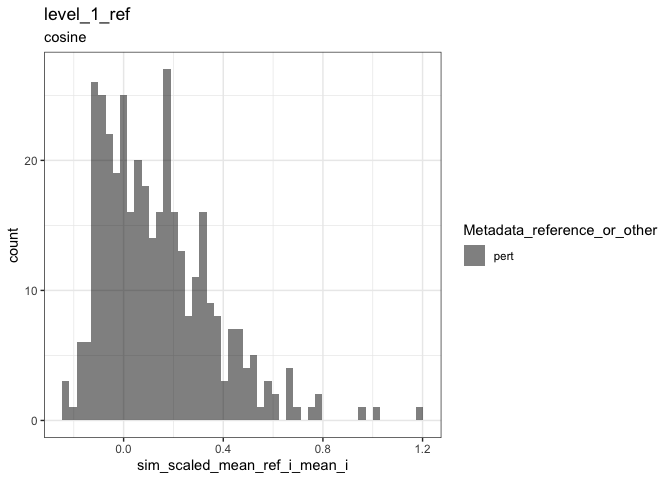 level_1_ref
cosine
count
20
10
0
0.0
0.4
0.8
1.2
sim_scaled_mean_ref_i_mean_i
Metadata_reference_or_other
pert